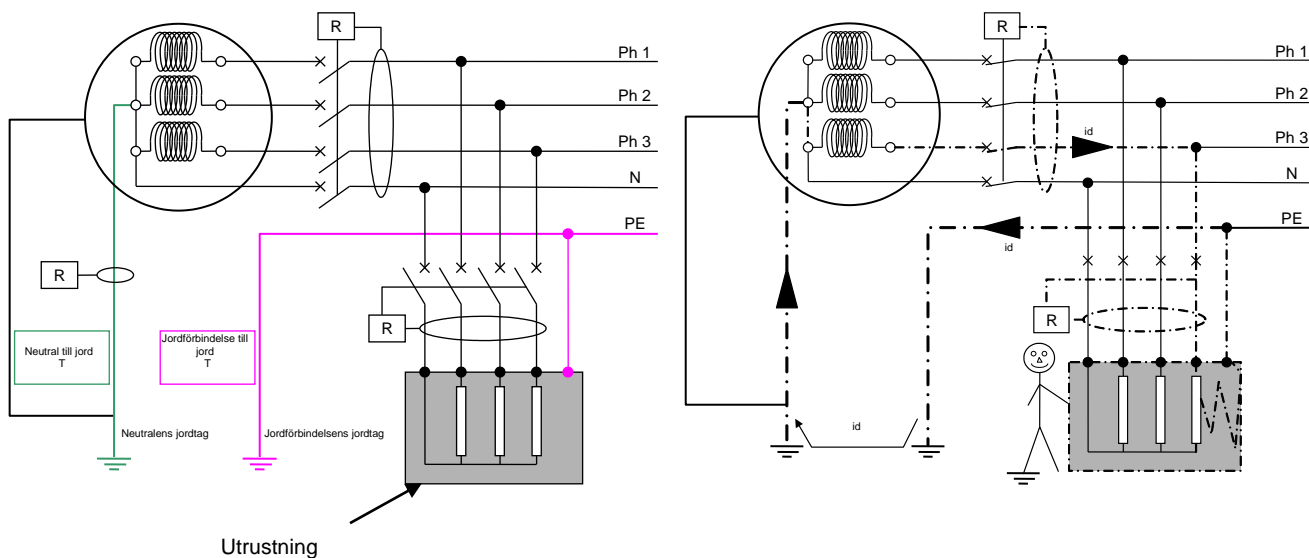 R
Ph 1
Ph 2
Ph 3
N
PE
R
Neutral till jord
T
Jordförbindelse till
jord
T
R
Neutralens jordtag
Jordförbindelsens jordtag
Utrustning
R
Ph 1
Ph 2
id
Ph 3
N
PE
id
R
id